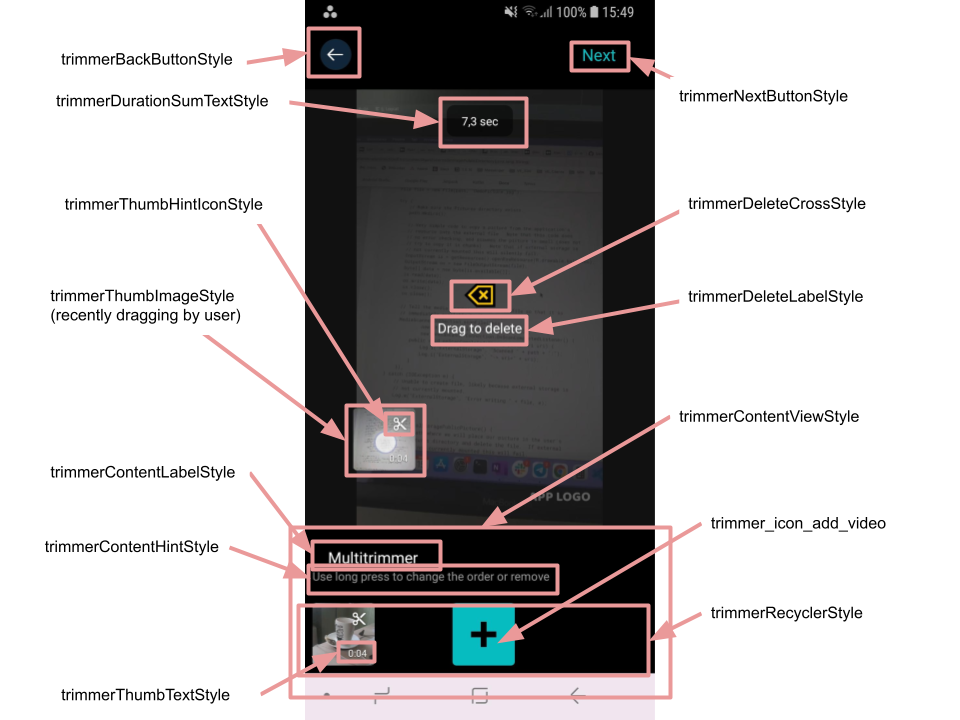 100% 15:49
trimmerBackButtonStyle
Next
trimmerDurationSumTextStyle
trimmerNextButtonStyle
7,3 sec
trimmerThumbHintIconStyle
trimmerDeleteCrossStyle
trimmerThumbImageStyle
(recently dragging by user)
trimmerDeleteLabelStyle
Drag to delete
trimmerContentViewStyle
0:04
trimmerContentLabelStyle
APP LOGO
trimmer_icon_add_video
trimmerContentHintStyle
Multitrimmer
Use long press to change the order or remove
trimmerRecyclerStyle
0:04
trimmerThumbTextStyle